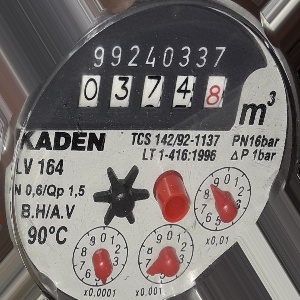 99240337
03748
m³
KADEN TCS 142/92-1137 PN16bar
LV 164 LT 1-416:1996 ΔP 1bar
N 0,6/Qp 1,5
B.H/A.V
90°C
x0,01
x0,0001 x0,001